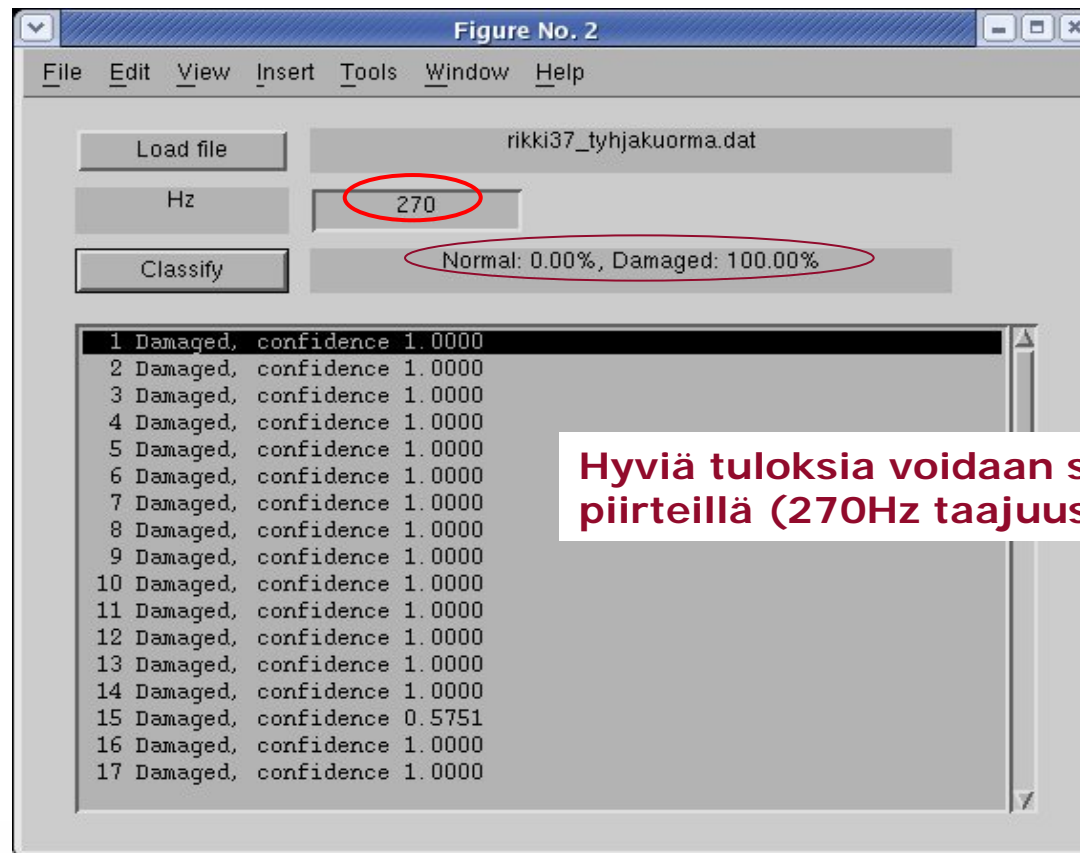 Figure No. 2
File Edit View Insert Tools Window Help
Load file rikki37_tyhjakuorma.dat
Hz 270
Classify Normal: 0.00%, Damaged: 100.00%
1 Damaged, confidence 1.0000
2 Damaged, confidence 1.0000
3 Damaged, confidence 1.0000
4 Damaged, confidence 1.0000
5 Damaged, confidence 1.0000
6 Damaged, confidence 1.0000
7 Damaged, confidence 1.0000
8 Damaged, confidence 1.0000
9 Damaged, confidence 1.0000
10 Damaged, confidence 1.0000
11 Damaged, confidence 1.0000
12 Damaged, confidence 1.0000
13 Damaged, confidence 1.0000
14 Damaged, confidence 1.0000
15 Damaged, confidence 0.5751
16 Damaged, confidence 1.0000
17 Damaged, confidence 1.0000
Hyviä tuloksia voidaan s
piirteillä (270Hz taajuus